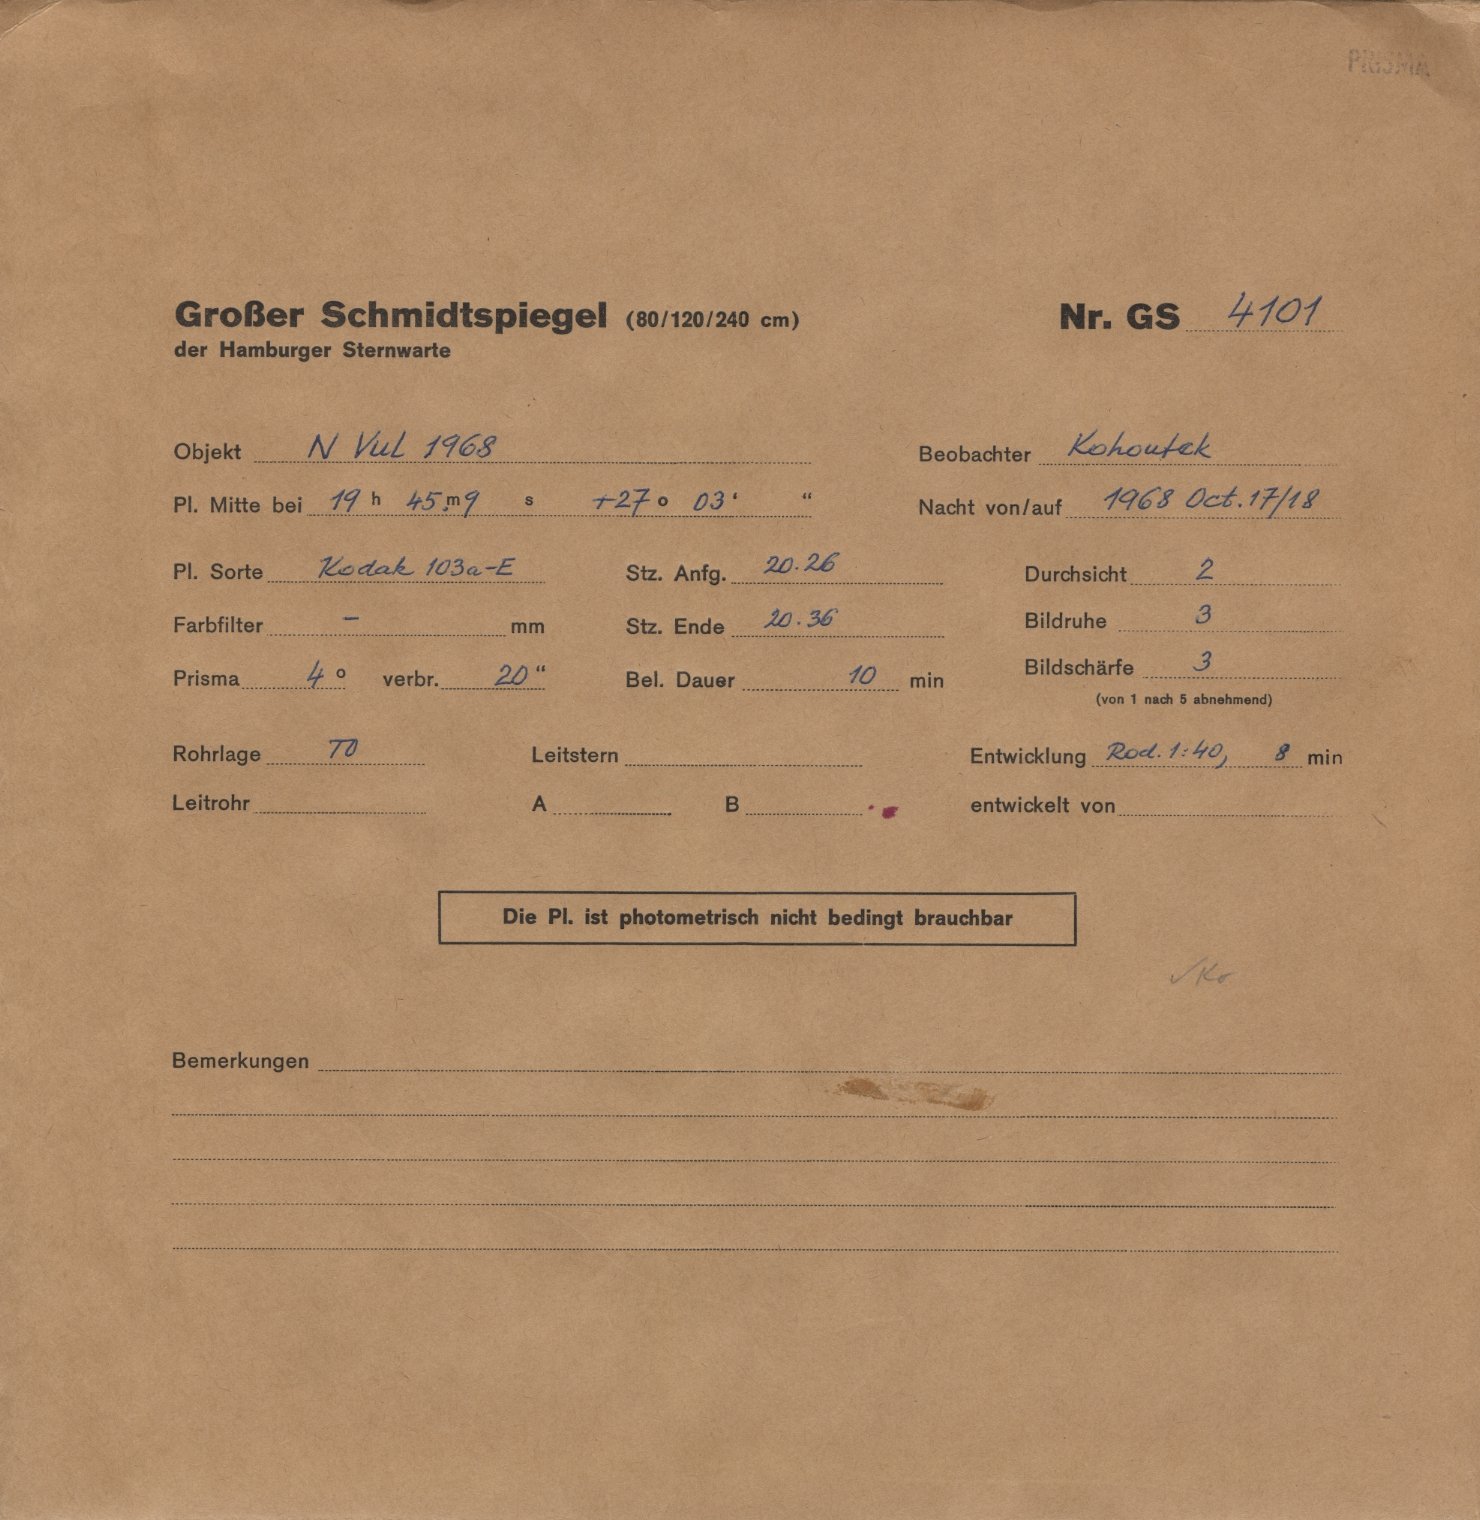 PRISMA
Großer Schmidtspiegel (80/120/240 cm) Nr. GS 4101
der Hamburger Sternwarte
Objekt N Vul 1968 Beobachter Kohoutek
Pl. Mitte bei 19 h 45.m9 s +27 o 03 ‘ “ Nacht von/auf 1968 Oct. 17/18
Pl. Sorte Kodak 103a-E Stz. Anfg. 20.26 Durchsicht 2
Farbfilter – mm Stz. Ende 20.36 Bildruhe 3
Prisma 4 o verbr. 20 “ Bel. Dauer 10 min Bildschärfe 3
(von 1 nach 5 abnehmend)
Rohrlage TO Leitstern Entwicklung Rod. 1:40, 8 min
Leitrohr A B entwickelt von
Die Pl. ist photometrisch nicht bedingt brauchbar
✓Ko
Bemerkungen